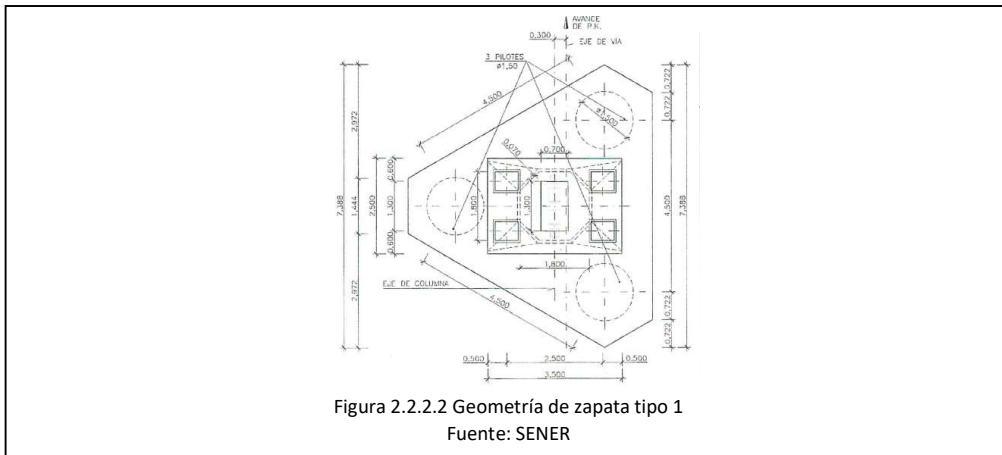 AVANCE
DE P.K.
0,300
EJE DE VÍA
3 PILOTES
ø1,50
4,500
ø1,500
0,722
0,722
2,972
0,070
0,700
7,388
1,444
2,500
0,600
1,300
0,600
1,800
1,300
4,500
7,388
1,800
EJE DE COLUMNA
4,500
2,972
0,722
0,722
0,500
2,500
0,500
3,500
Figura 2.2.2.2 Geometría de zapata tipo 1
Fuente: SENER